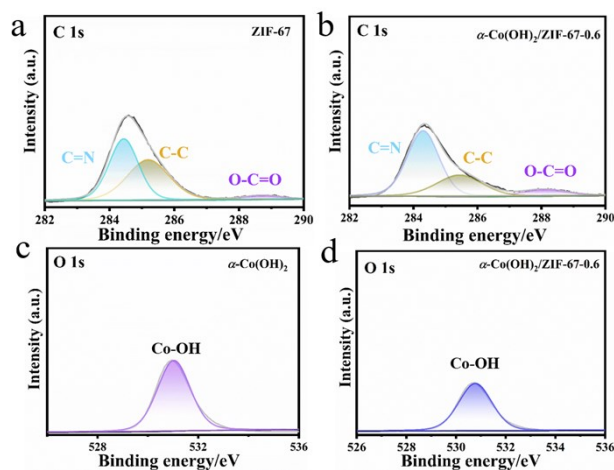 a
C 1s
ZIF-67
C=N
C-C
O-C=O
Intensity (a.u.)
282 284 286 288 290
Binding energy/eV
b
C 1s
α-Co(OH)₂/ZIF-67-0.6
C=N
C-C
O-C=O
Intensity (a.u.)
282 284 286 288 290
Binding energy/eV
c
O 1s
α-Co(OH)₂
Co-OH
Intensity (a.u.)
528 532 536
Binding energy/eV
d
O 1s
α-Co(OH)₂/ZIF-67-0.6
Co-OH
Intensity (a.u.)
526 528 530 532 534 536
Binding energy/eV